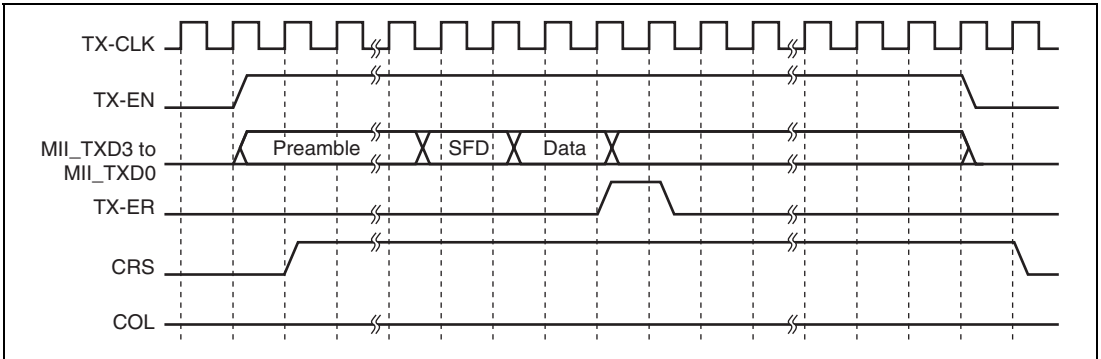 TX-CLK
TX-EN
MII_TXD3 to
MII_TXD0
Preamble
SFD
Data
TX-ER
CRS
COL